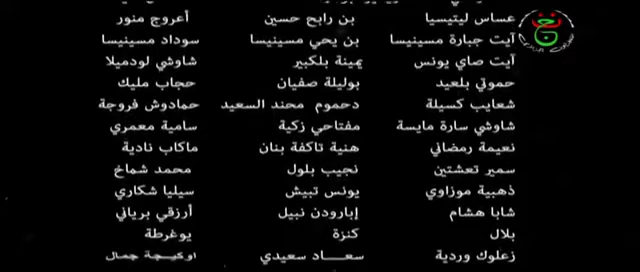 عساس ليتيسيا بن رابح حسين أعروج منور
آيت جبارة مسينيسا بن يحي مسينيسا سوداد مسينيسا
آيت صاي يونس يمينة بلكبير شاوشي لودميلا
حموتي بلعيد بوليلة صفيان حجاب مليك
شعايب كسيلة دحموم محند السعيد حمادوش فروجة
شاوشي سارة مايسة مفتاحي زكية سامية معمري
نعيمة رمضاني هنية تاكفة بنان ماكاب نادية
سمير تعشتين نجيب بلول محمد شماخ
ذهبية موزاوي يونس تبيش سيليا شكاري
شابا هشام إبارودن نبيل أرزقي برياني
بلال كنزة يوغرطة
زعلوك وردية سعاد سعيدي اوكيجة جمال